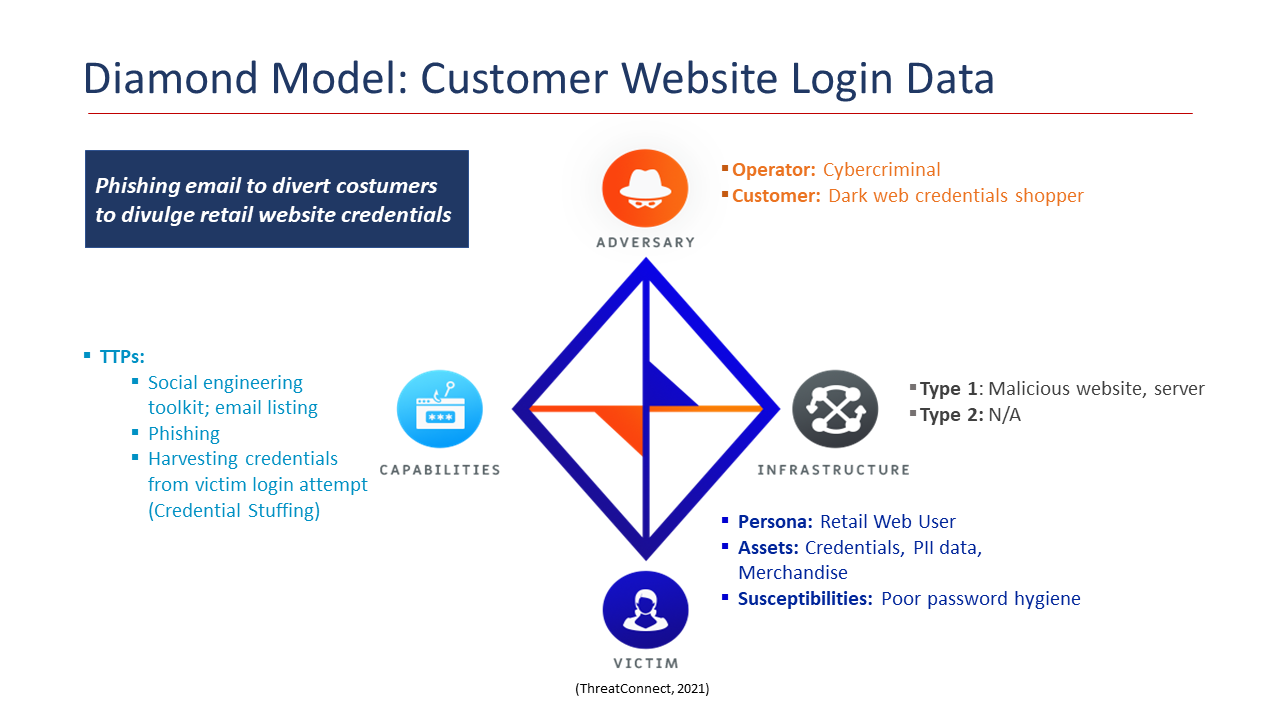 Diamond Model: Customer Website Login Data
Phishing email to divert costumers
to divulge retail website credentials
▪ Operator: Cybercriminal
▪ Customer: Dark web credentials shopper
ADVERSARY
▪ TTPs:
▪ Social engineering
toolkit; email listing
▪ Phishing
▪ Harvesting credentials
from victim login attempt
(Credential Stuffing)
***
CAPABILITIES
▪ Type 1: Malicious website, server
▪ Type 2: N/A
INFRASTRUCTURE
▪ Persona: Retail Web User
▪ Assets: Credentials, PII data,
Merchandise
▪ Susceptibilities: Poor password hygiene
VICTIM
(ThreatConnect, 2021)